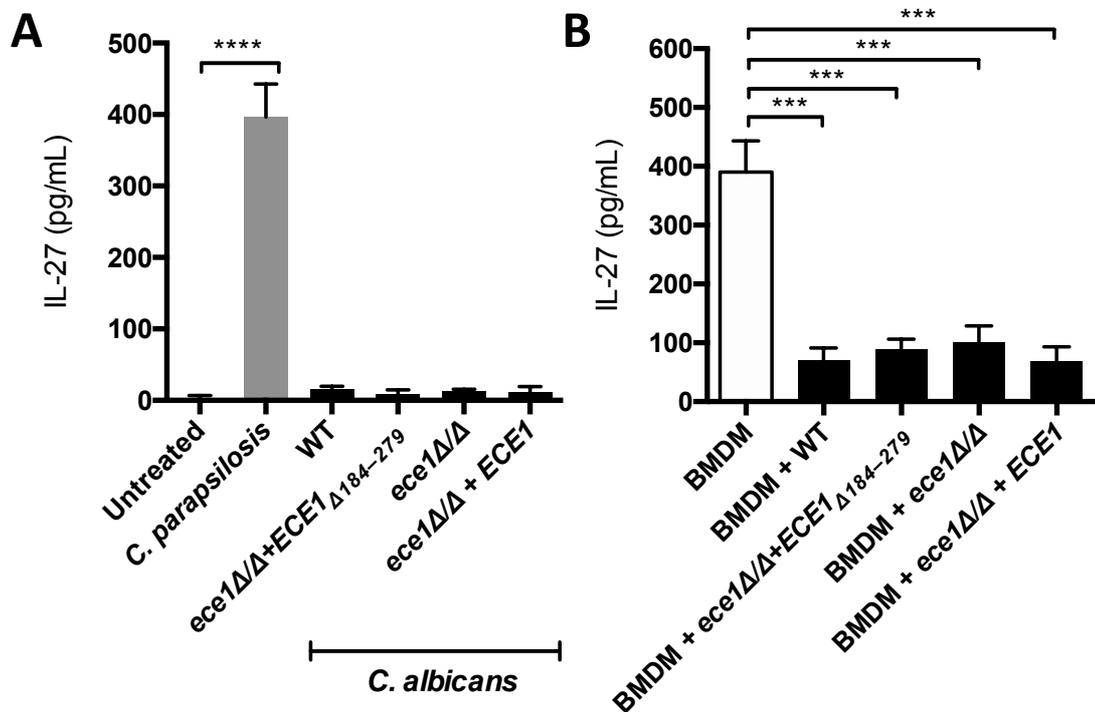 A
IL-27 (pg/mL)
500
400
300
200
100
0
****
Untreated
C. parapsilosis
WT
ece1Δ/Δ+ECE1Δ184–279
ece1Δ/Δ
ece1Δ/Δ + ECE1
C. albicans
B
IL-27 (pg/mL)
600
500
400
300
200
100
0
***
***
***
***
BMDM
BMDM + WT
BMDM + ece1Δ/Δ+ECE1Δ184–279
BMDM + ece1Δ/Δ
BMDM + ece1Δ/Δ + ECE1